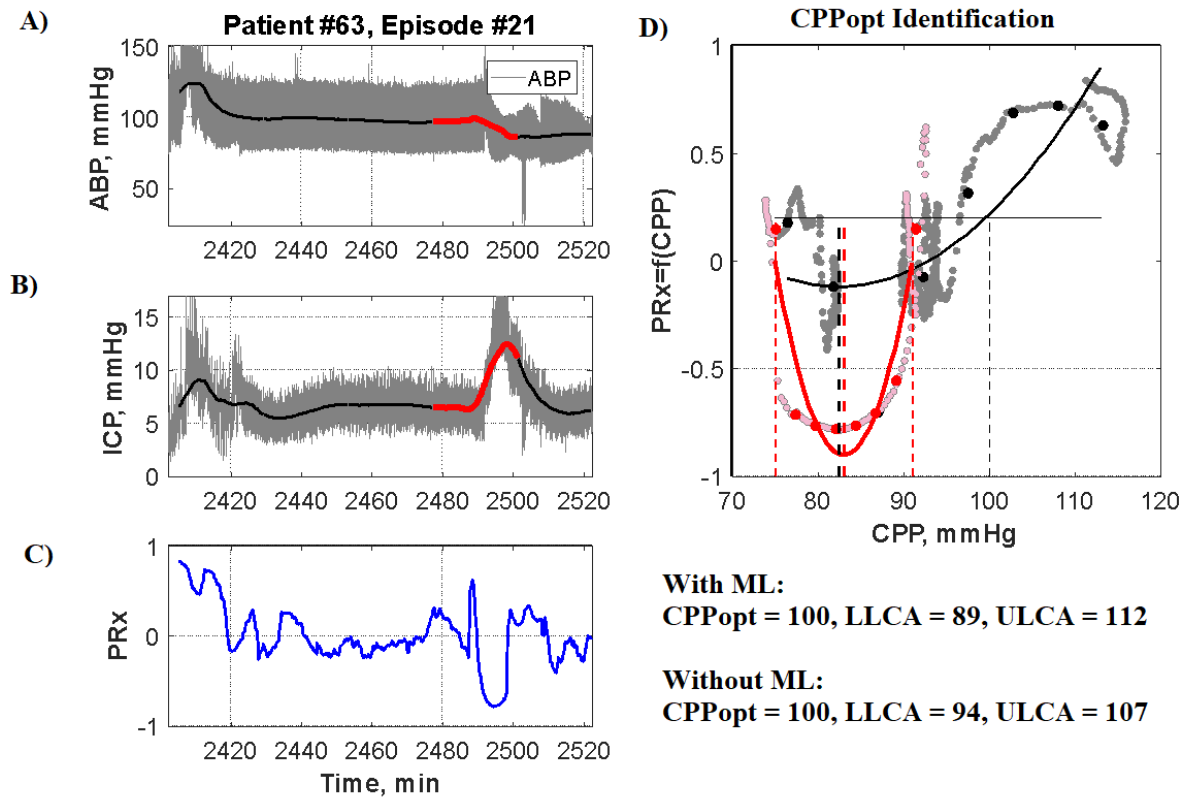 A)
Patient #63, Episode #21
150
100
50
ABP, mmHg
ABP
2420 2440 2460 2480 2500 2520
B)
15
10
5
0
ICP, mmHg
2420 2440 2460 2480 2500 2520
C)
1
0
-1
PRx
2420 2440 2460 2480 2500 2520
Time, min
D)
CPPopt Identification
1
0.5
0
-0.5
-1
PRx=f(CPP)
70 80 90 100 110 120
CPP, mmHg
With ML:
CPPopt = 100, LLCA = 89, ULCA = 112
Without ML:
CPPopt = 100, LLCA = 94, ULCA = 107